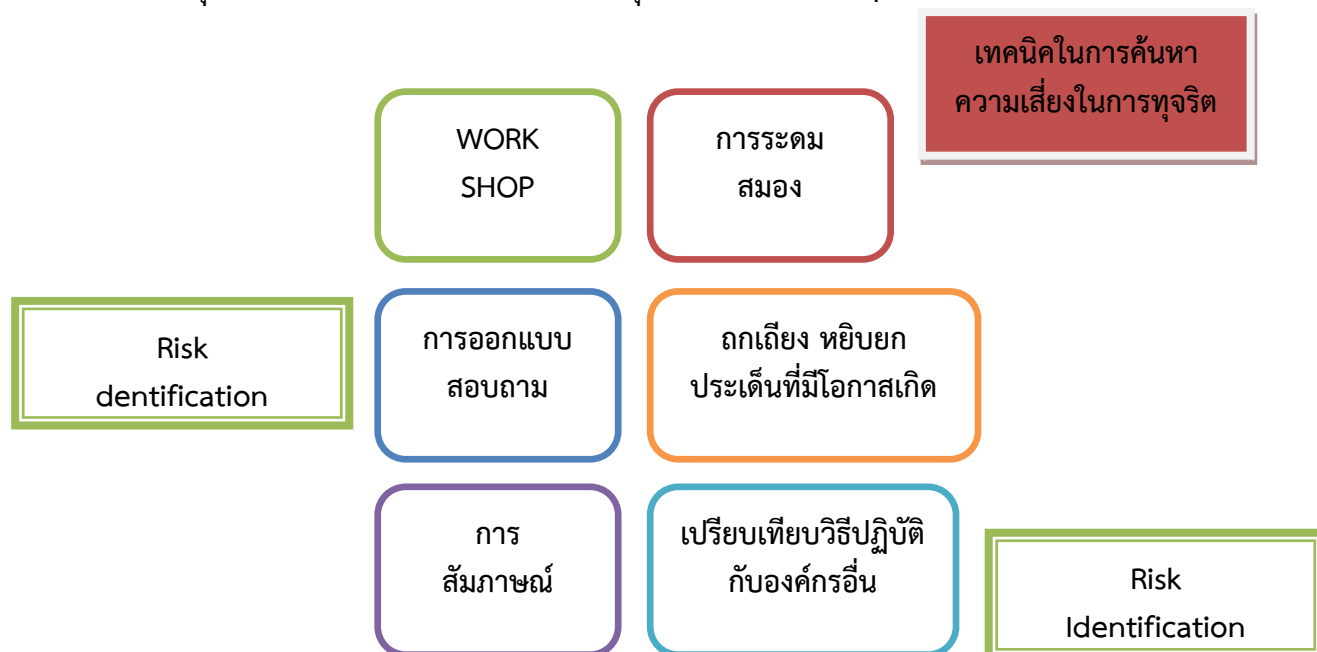 เทคนิคในการค้นหา
ความเสี่ยงในการทุจริต
WORK
SHOP
การระดม
สมอง
Risk
dentification
การออกแบบ
สอบถาม
ถกเถียง หยิบยก
ประเด็นที่มีโอกาสเกิด
การ
สัมภาษณ์
เปรียบเทียบวิธีปฏิบัติ
กับองค์กรอื่น
Risk
Identification